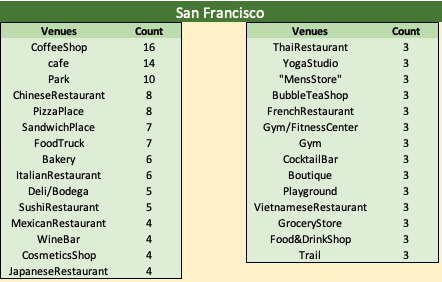 San Francisco
Venues Count
CoffeeShop 16
cafe 14
Park 10
ChineseRestaurant 8
PizzaPlace 8
SandwichPlace 7
FoodTruck 7
Bakery 6
ItalianRestaurant 6
Deli/Bodega 5
SushiRestaurant 5
MexicanRestaurant 4
WineBar 4
CosmeticsShop 4
JapaneseRestaurant 4
Venues Count
ThaiRestaurant 3
YogaStudio 3
"MensStore" 3
BubbleTeaShop 3
FrenchRestaurant 3
Gym/FitnessCenter 3
Gym 3
CocktailBar 3
Boutique 3
Playground 3
VietnameseRestaurant 3
GroceryStore 3
Food&DrinkShop 3
Trail 3